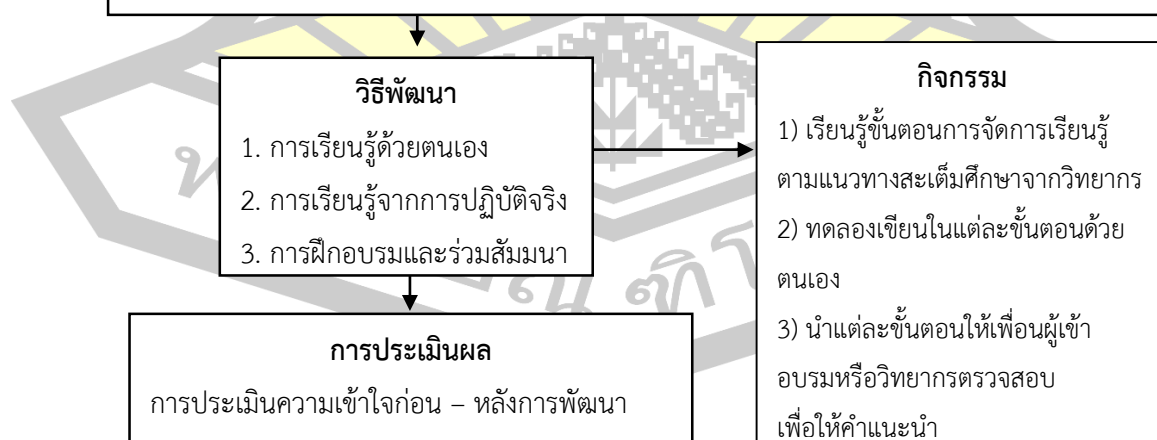 วิธีพัฒนา
1. การเรียนรู้ด้วยตนเอง
2. การเรียนรู้จากการปฏิบัติจริง
3. การฝึกอบรมและร่วมสัมมนา
กิจกรรม
1) เรียนรู้ขั้นตอนการจัดการเรียนรู้
ตามแนวทางสะเต็มศึกษาจากวิทยากร
2) ทดลองเขียนในแต่ละขั้นตอนด้วย
ตนเอง
3) นำแต่ละขั้นตอนให้เพื่อนผู้เข้า
อบรมหรือวิทยากรตรวจสอบ
เพื่อให้คำแนะนำ
การประเมินผล
การประเมินความเข้าใจก่อน – หลังการพัฒนา